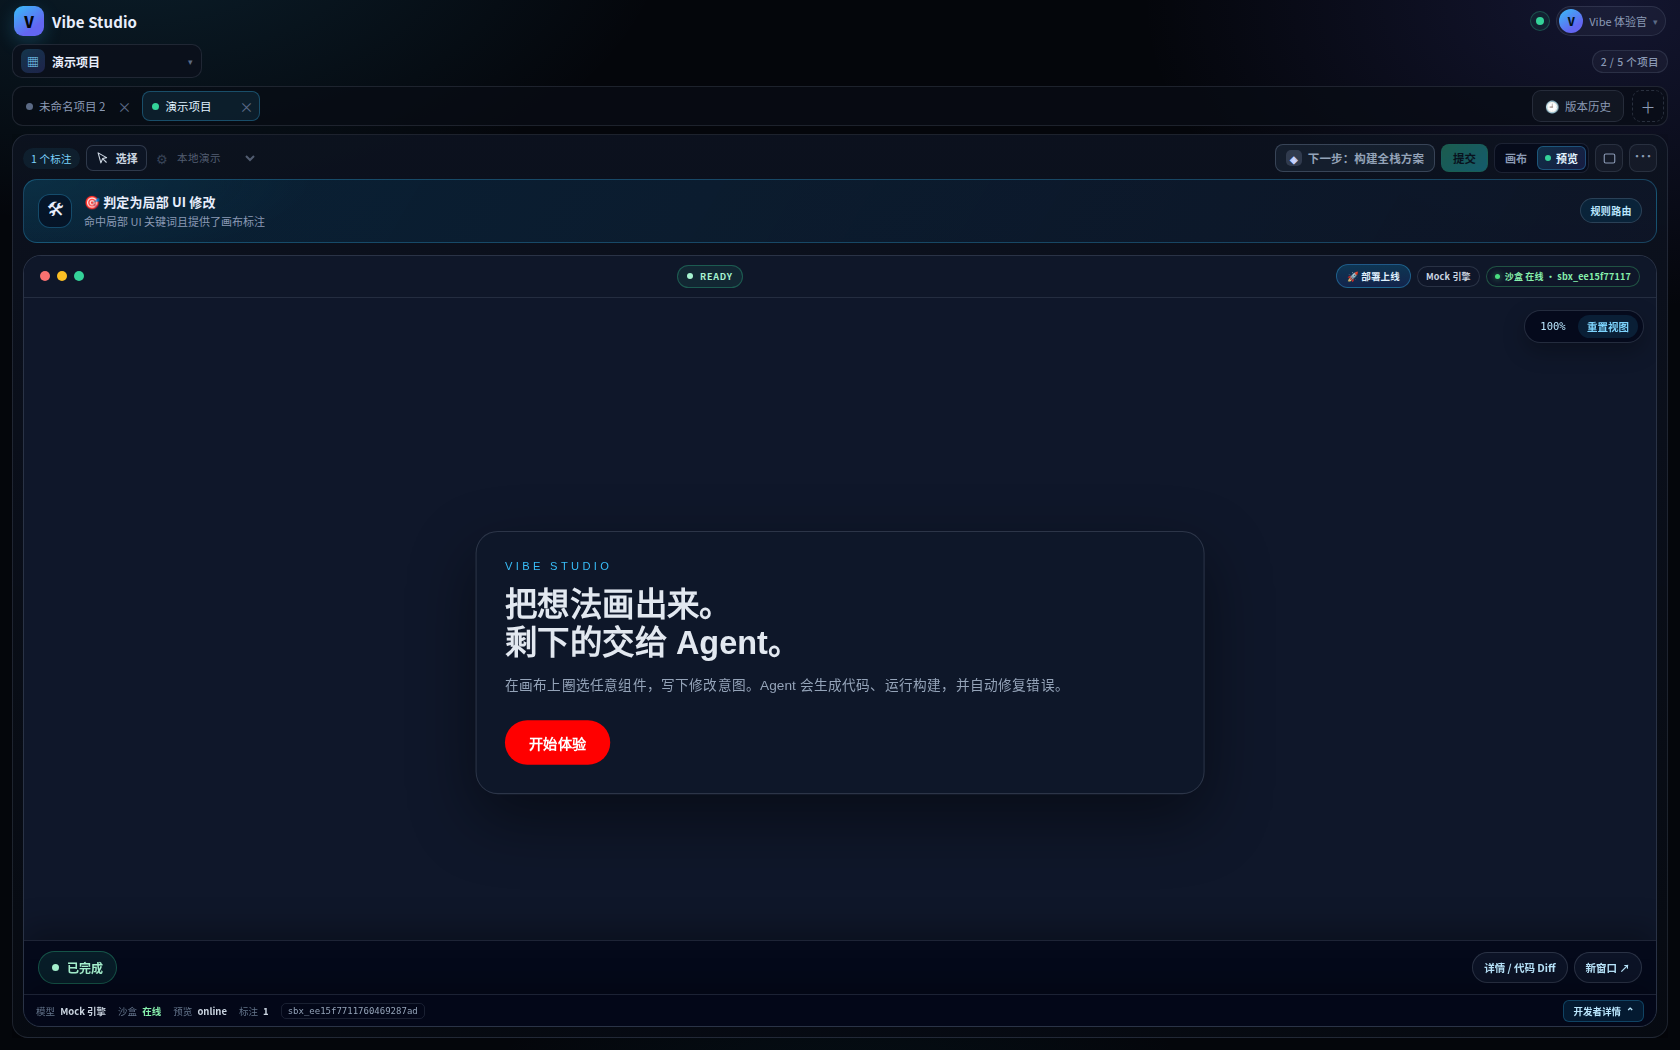 V Vibe Studio
V Vibe 体验官
演示项目
2 / 5 个项目
未命名项目 2
演示项目
版本历史
1 个标注
选择
本地演示
下一步：构建全栈方案
提交
画布
预览
判定为局部 UI 修改
命中局部 UI 关键词且提供了画布标注
规则路由
READY
部署上线
Mock 引擎
沙盒 在线 · sbx_ee15f77117
100%
重置视图
VIBE STUDIO
把想法画出来。
剩下的交给 Agent。
在画布上圈选任意组件，写下修改意图。Agent 会生成代码、运行构建，并自动修复错误。
开始体验
已完成
详情 / 代码 Diff
新窗口 ↗
模型 Mock 引擎 沙盒 在线 预览 online 标注 1 sbx_ee15f7711760469287ad
开发者详情